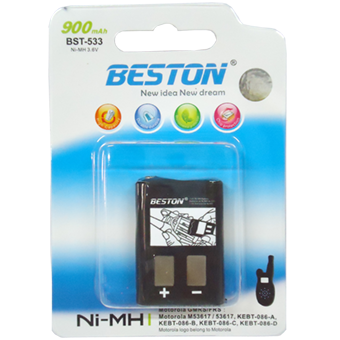 900mAh
BST-533
Ni-MH 3.6V
BESTON®
New idea New dream
BESTON®
+ −
Ni-MH
Motorola GMRS/FRS
Motorola M53617 / 53617, KEBT-086-A,
KEBT-086-B, KEBT-086-C, KEBT-086-D
Motorola logo belong to Motorola